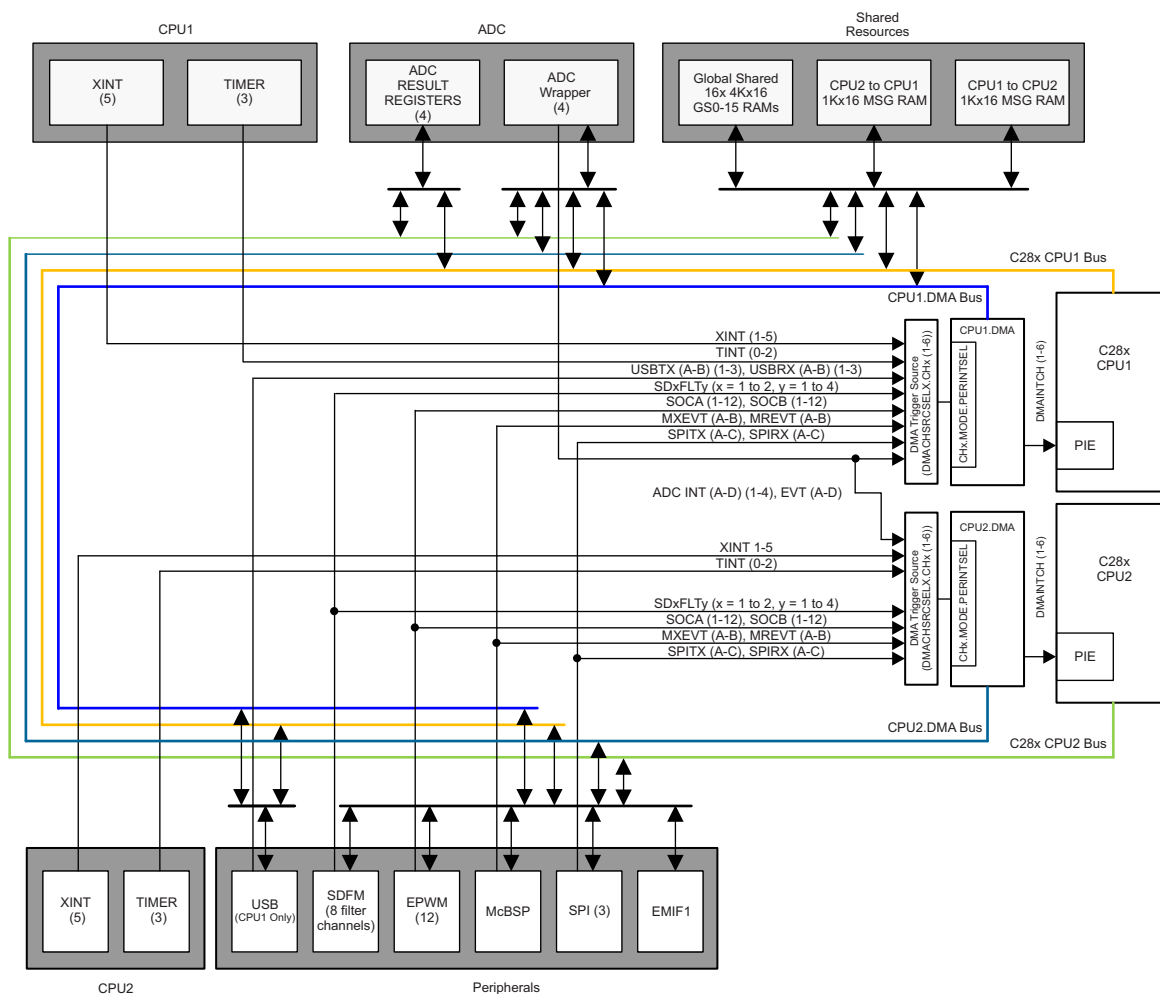 CPU1
ADC
Shared
Resources
XINT
(5)
TIMER
(3)
ADC
RESULT
REGISTERS
(4)
ADC
Wrapper
(4)
Global Shared
16x 4Kx16
GS0-15 RAMs
CPU2 to CPU1
1Kx16 MSG RAM
CPU1 to CPU2
1Kx16 MSG RAM
C28x CPU1 Bus
CPU1.DMA Bus
XINT (1-5)
TINT (0-2)
USBTX (A-B) (1-3), USBRX (A-B) (1-3)
SDxFLTy (x = 1 to 2, y = 1 to 4)
SOCA (1-12), SOCB (1-12)
MXEVT (A-B), MREVT (A-B)
SPITX (A-C), SPIRX (A-C)
DMA Trigger Source
(DMACHSRCSELX.CHx (1-6))
CPU1.DMA
CHx.MODE.PERINTSEL
DMAINTCH (1-6)
C28x
CPU1
PIE
ADC INT (A-D) (1-4), EVT (A-D)
XINT 1-5
TINT (0-2)
SDxFLTy (x = 1 to 2, y = 1 to 4)
SOCA (1-12), SOCB (1-12)
MXEVT (A-B), MREVT (A-B)
SPITX (A-C), SPIRX (A-C)
DMA Trigger Source
(DMACHSRCSELX.CHx (1-6))
CPU2.DMA
CHx.MODE.PERINTSEL
DMAINTCH (1-6)
C28x
CPU2
PIE
CPU2.DMA Bus
C28x CPU2 Bus
XINT
(5)
TIMER
(3)
USB
(CPU1 Only)
SDFM
(8 filter
channels)
EPWM
(12)
McBSP
SPI (3)
EMIF1
CPU2
Peripherals